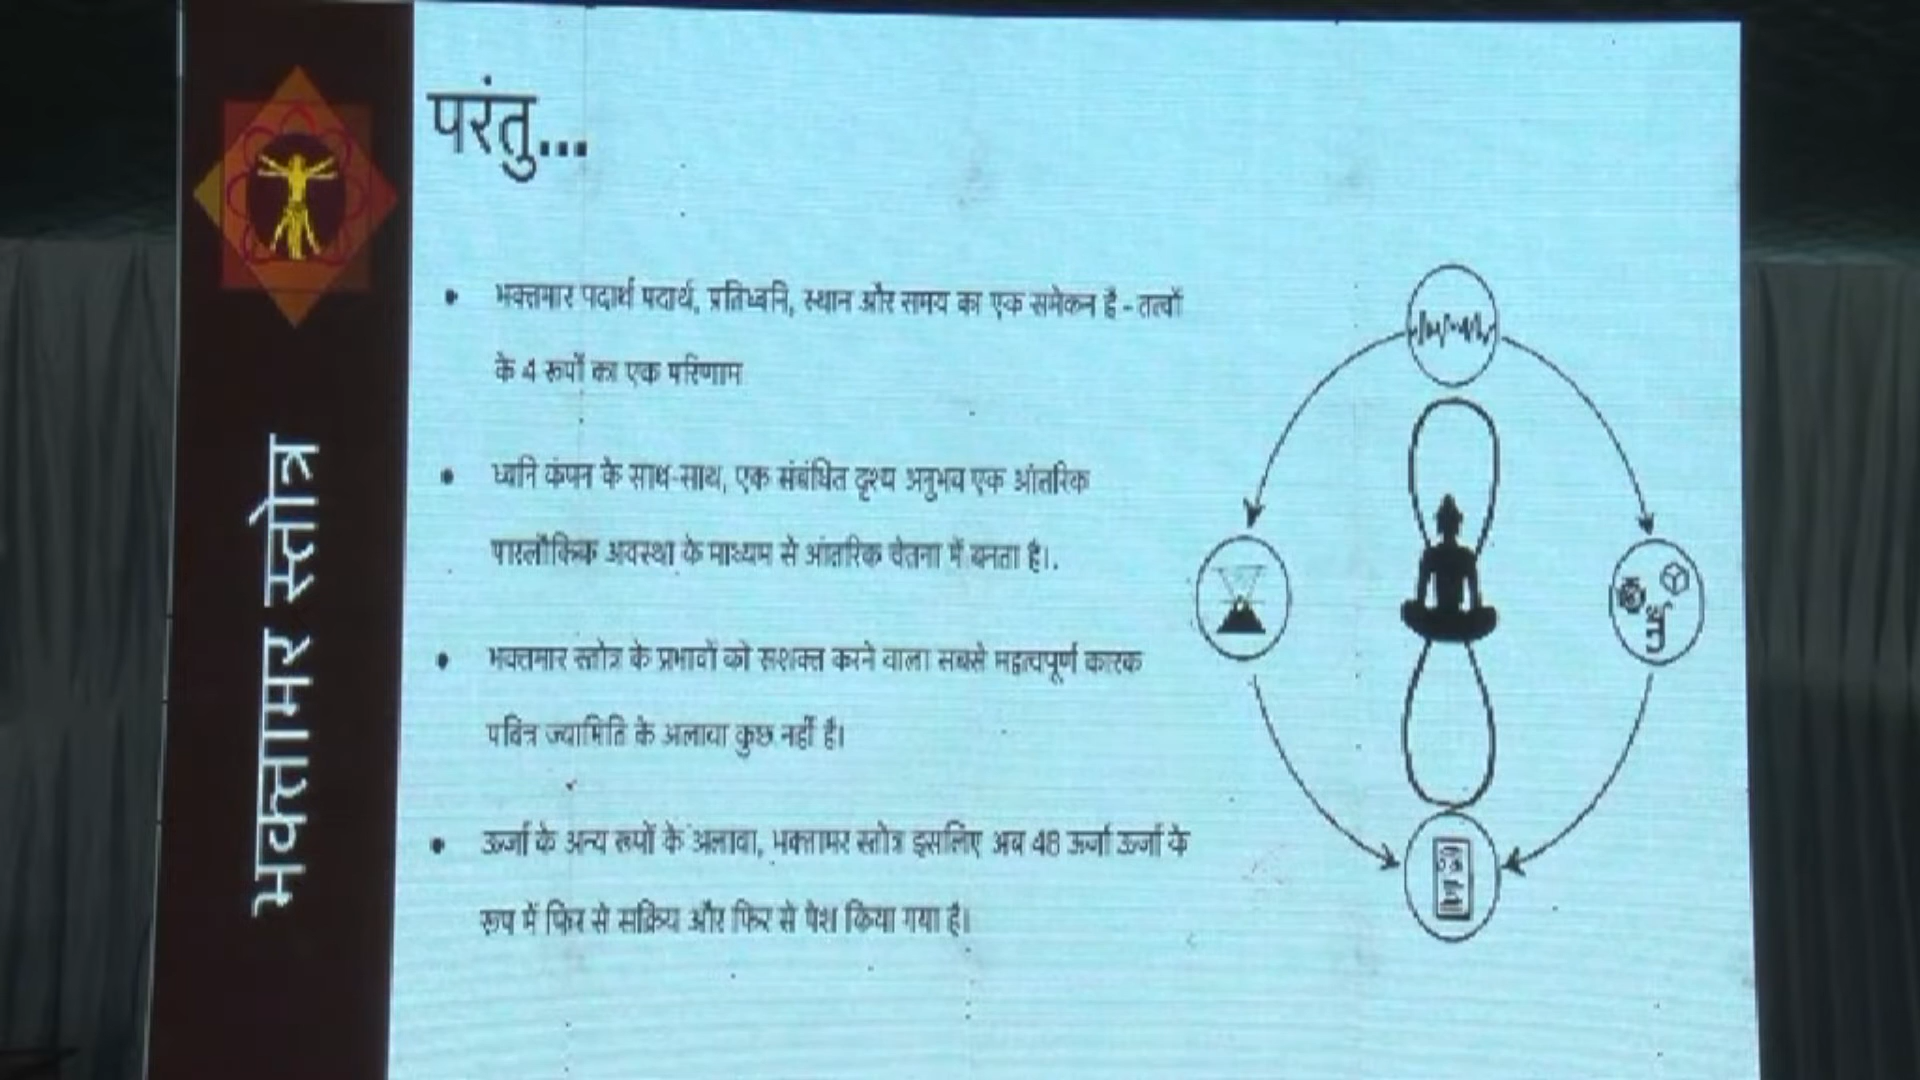 परंतु...
भक्तमार पदार्थ पदार्थ, प्रतिध्वनि, स्थान और समय का एक समेकन है - तत्वों
के 4 रूपों का एक परिणाम
ध्वनि कंपन के साथ-साथ, एक संबंधित दृश्य अनुभव एक आंतरिक
पारलौकिक अवस्था के माध्यम से आंतरिक चेतना में बनता है।.
भक्तमार स्तोत्र के प्रभावों को सशक्त करने वाला सबसे महत्वपूर्ण कारक
पवित्र ज्यामिति के अलावा कुछ नहीं है।
ऊर्जा के अन्य रूपों के अलावा, भक्तामर स्तोत्र इसलिए अब 48 ऊर्जा ऊर्जा के
रूप में फिर से सक्रिय और फिर से पेश किया गया है।
भक्तामर स्तोत्र